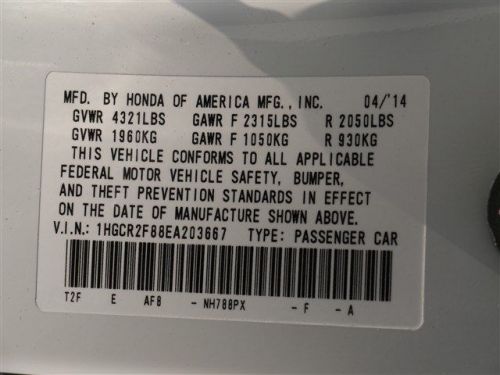 MFD. BY HONDA OF AMERICA MFG., INC. 04/'14
GVWR 4321LBS GAWR F 2315LBS R 2050LBS
GVWR 1960KG GAWR F 1050KG R 930KG
THIS VEHICLE CONFORMS TO ALL APPLICABLE
FEDERAL MOTOR VEHICLE SAFETY, BUMPER,
AND THEFT PREVENTION STANDARDS IN EFFECT
ON THE DATE OF MANUFACTURE SHOWN ABOVE.
V.I.N.: 1HGCR2F88EA203667 TYPE: PASSENGER CAR
T2F E AF8 - NH788PX - F - A